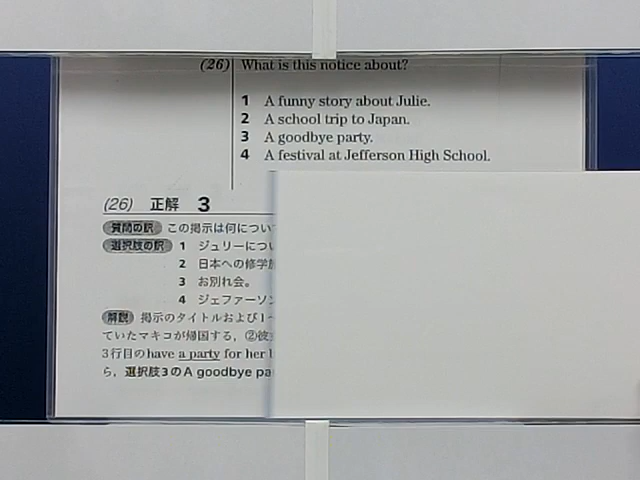 (26) What is this notice about?
1 A funny story about Julie.
2 A school trip to Japan.
3 A goodbye party.
4 A festival at Jefferson High School.
(26) 正解 3
質問の訳 この掲示は何につい
選択肢の訳 1 ジュリーについ
2 日本への修学旅
3 お別れ会。
4 ジェファーソン
解説 掲示のタイトルおよび1~
ていたマキコが帰国する，②彼
3行目のhave a party for her
ら，選択肢3のA goodbye pa